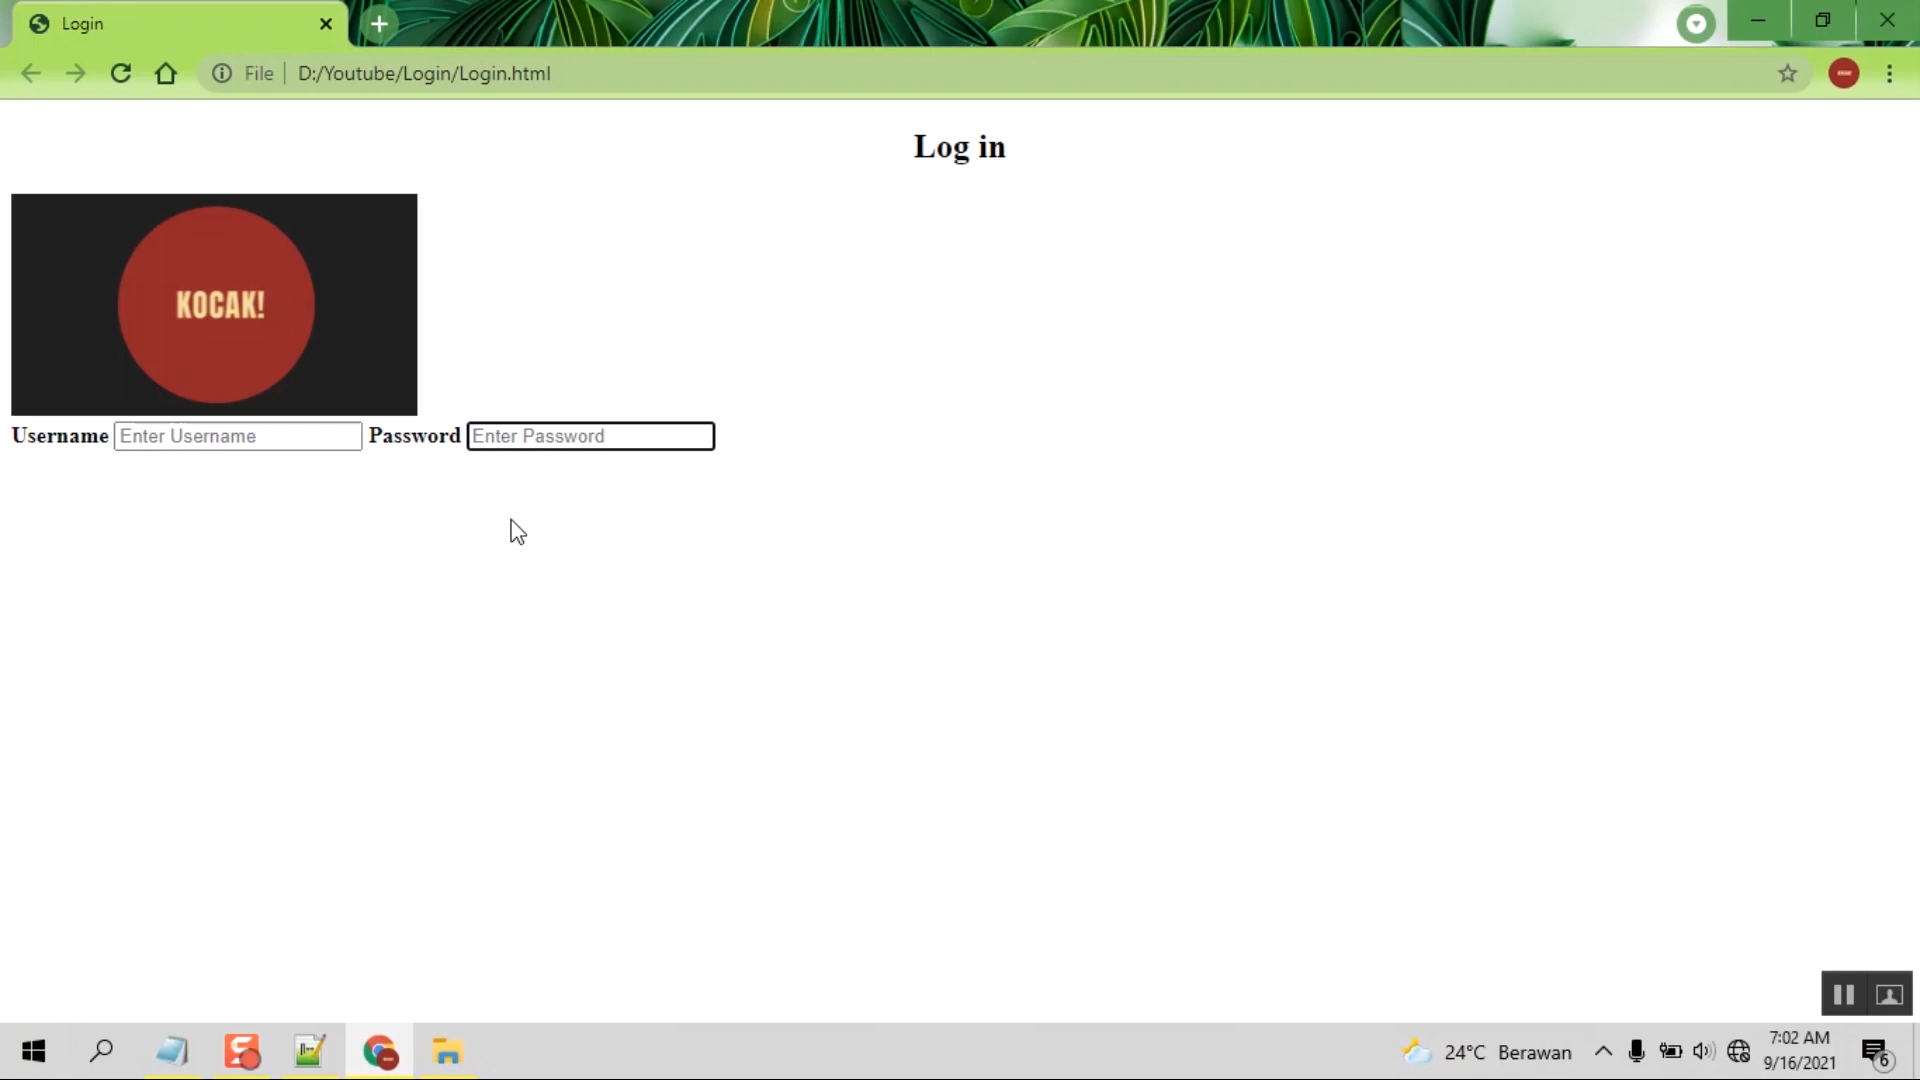 Login
File
D:/Youtube/Login/Login.html
Log in
KOCAK!
Username Enter Username Password Enter Password
24°C Berawan
7:02 AM
9/16/2021
6